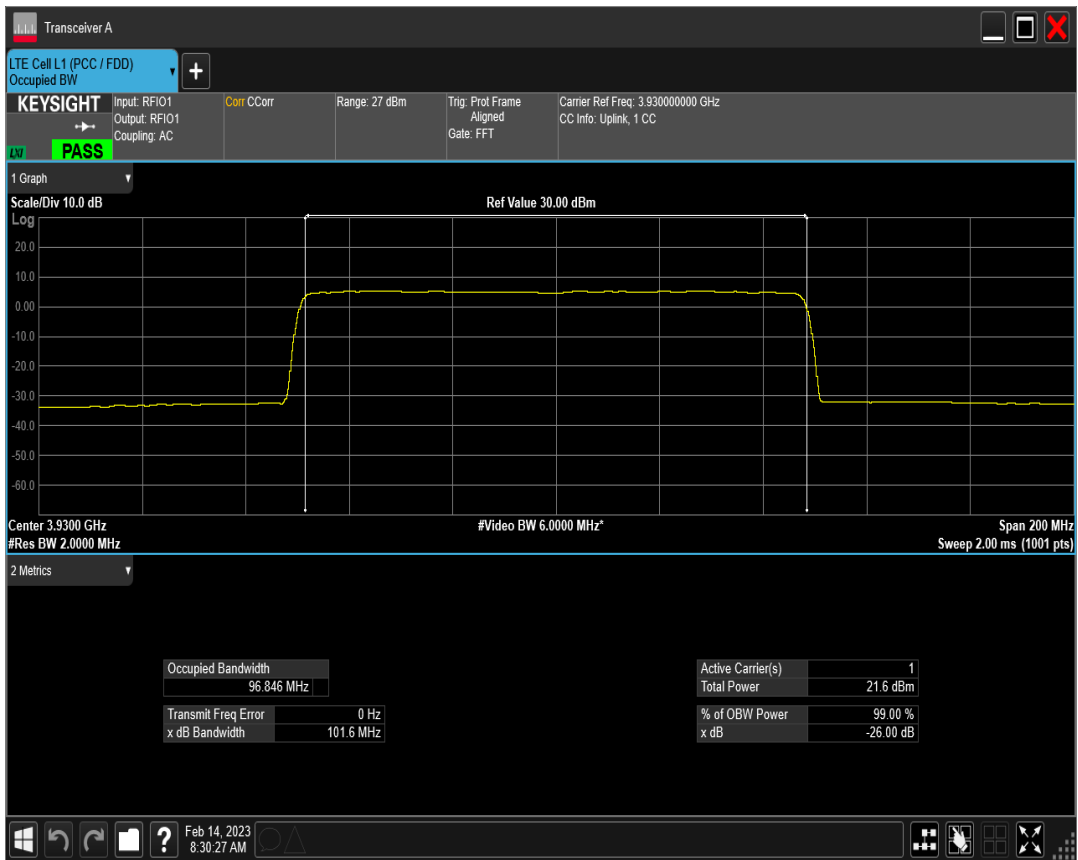 Transceiver A
LTE Cell L1 (PCC / FDD)
Occupied BW
+
KEYSIGHT
LXI
PASS
Input: RFIO1
Output: RFIO1
Coupling: AC
Corr CCorr
Range: 27 dBm
Trig: Prot Frame
Aligned
Gate: FFT
Carrier Ref Freq: 3.930000000 GHz
CC Info: Uplink, 1 CC
1 Graph
Scale/Div 10.0 dB
Ref Value 30.00 dBm
Log
20.0
10.0
0.00
-10.0
-20.0
-30.0
-40.0
-50.0
-60.0
Center 3.9300 GHz
#Video BW 6.0000 MHz*
Span 200 MHz
#Res BW 2.0000 MHz
Sweep 2.00 ms (1001 pts)
2 Metrics
Occupied Bandwidth
96.846 MHz
Transmit Freq Error 0 Hz
x dB Bandwidth 101.6 MHz
Active Carrier(s) 1
Total Power 21.6 dBm
% of OBW Power 99.00 %
x dB -26.00 dB
?
Feb 14, 2023
8:30:27 AM